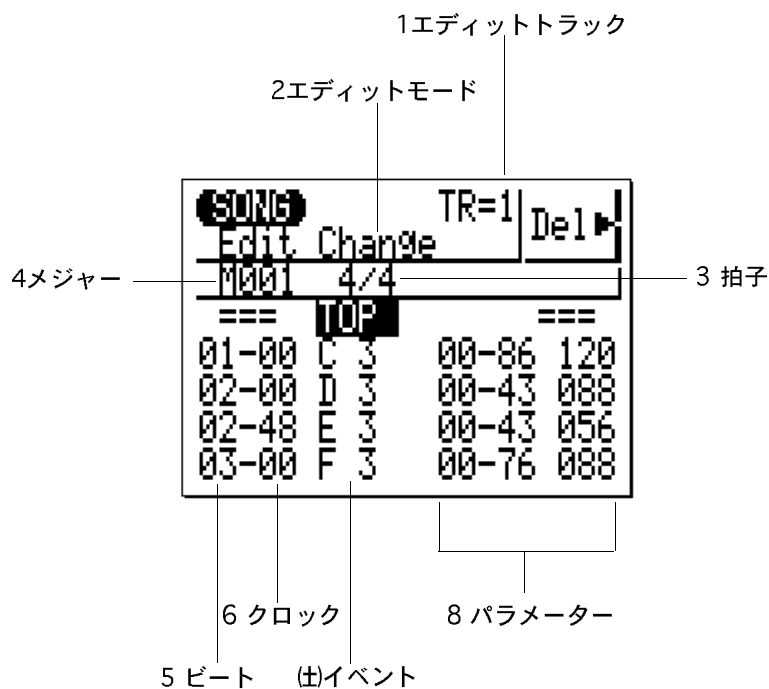 1エディットトラック
2エディットモード
SONG TR=1 Del▶
Edit Change
4メジャー M001 4/4 3 拍子
=== TOP ===
01-00 C 3 00-86 120
02-00 D 3 00-43 088
02-48 E 3 00-43 056
03-00 F 3 00-76 088
6 クロック 8 パラメーター
5 ビート ㈯イベント